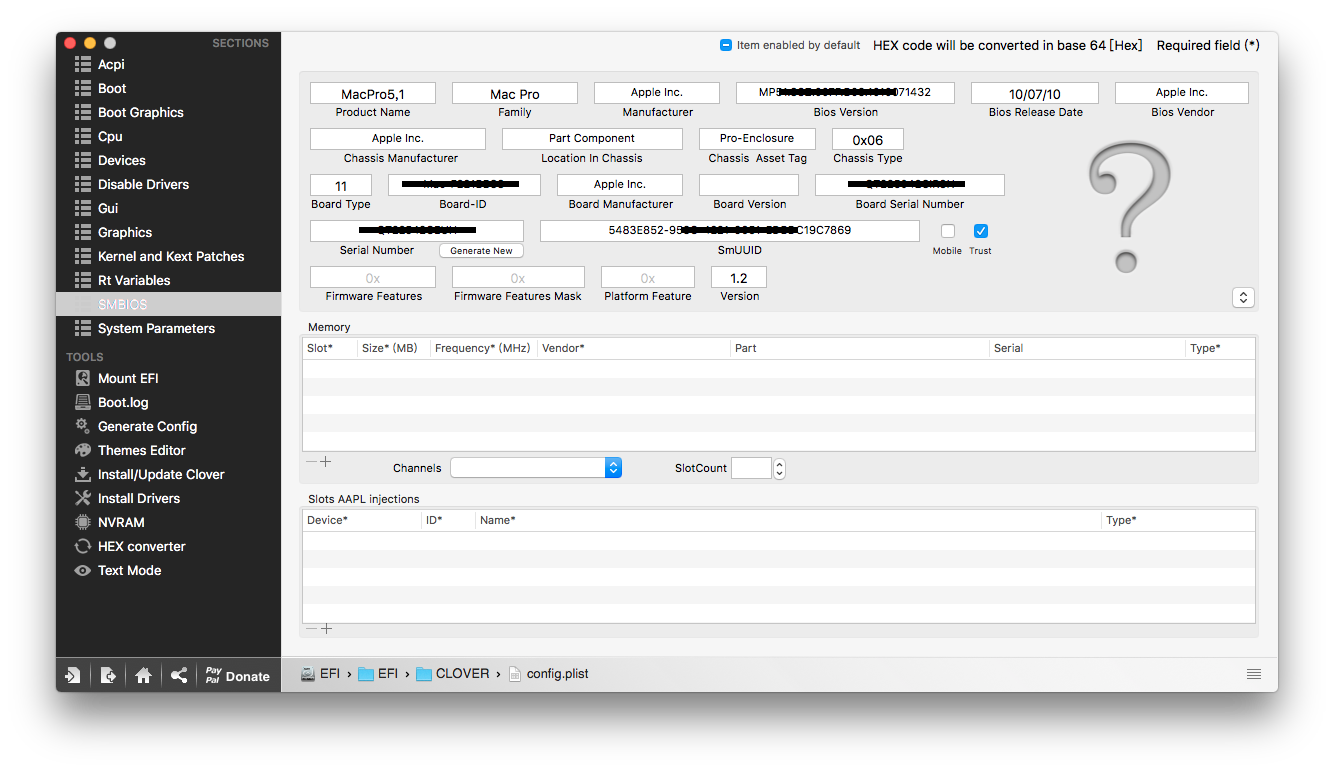 SECTIONS
Acpi
Boot
Boot Graphics
Cpu
Devices
Disable Drivers
Gui
Graphics
Kernel and Kext Patches
Rt Variables
SMBIOS
System Parameters
TOOLS
Mount EFI
Boot.log
Generate Config
Themes Editor
Install/Update Clover
Install Drivers
NVRAM
HEX converter
Text Mode
Pay Pal Donate
Item enabled by default HEX code will be converted in base 64 [Hex] Required field (*)
MacPro5,1 Mac Pro Apple Inc. 071432 10/07/10 Apple Inc.
Product Name Family Manufacturer Bios Version Bios Release Date Bios Vendor
Apple Inc. Part Component Pro-Enclosure 0x06
Chassis Manufacturer Location In Chassis Chassis Asset Tag Chassis Type
11 Apple Inc.
Board Type Board-ID Board Manufacturer Board Version Board Serial Number
5483E852-9 C19C7869
Serial Number Generate New SmUUID Mobile Trust
0x 0x 0x 1.2
Firmware Features Firmware Features Mask Platform Feature Version
?
Memory
Slot* Size* (MB) Frequency* (MHz) Vendor* Part Serial Type*
Channels SlotCount
Slots AAPL injections
Device* ID* Name* Type*
EFI › EFI › CLOVER › config.plist